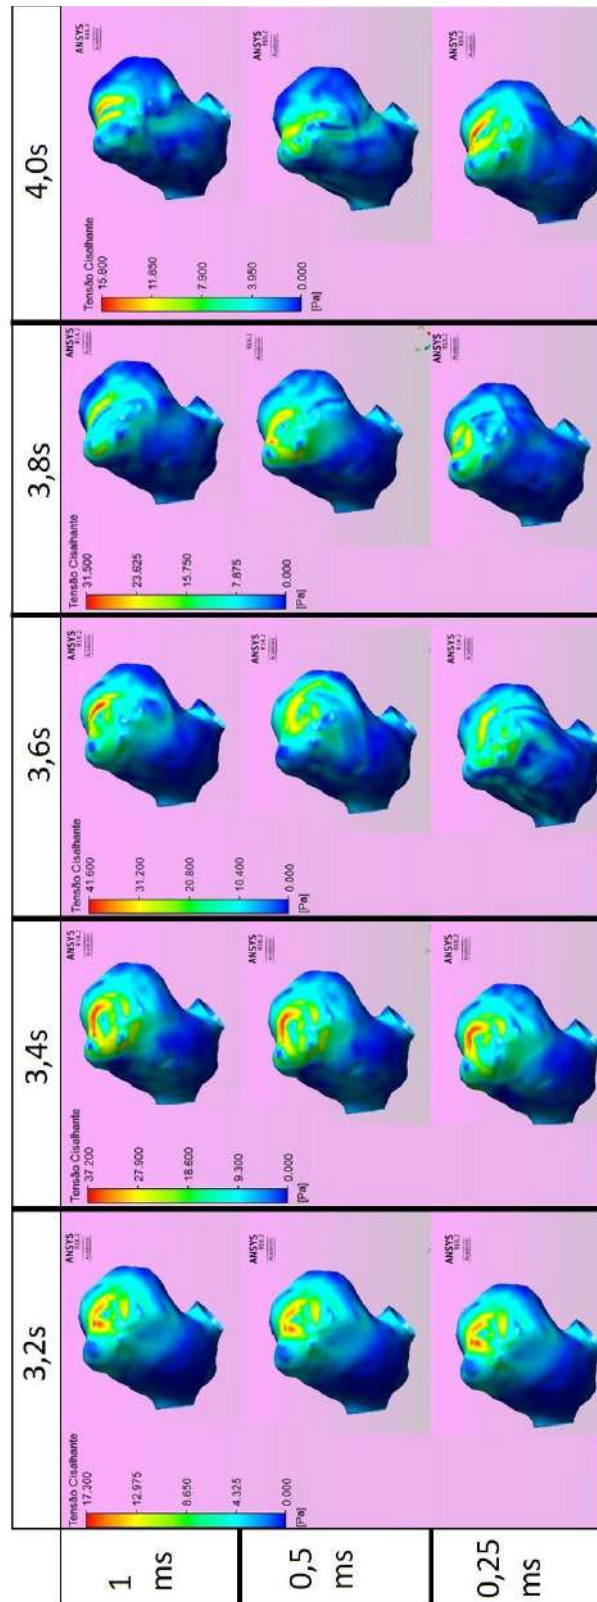 3,2s
3,4s
3,6s
3,8s
4,0s
1
ms
Tensão Cisalhante
17.300
12.975
8.650
4.325
0.000
[Pa]
ANSYS
Tensão Cisalhante
37.200
27.900
18.600
9.300
0.000
[Pa]
ANSYS
Tensão Cisalhante
41.600
31.200
20.800
10.400
0.000
[Pa]
ANSYS
Tensão Cisalhante
31.500
23.625
15.750
7.875
0.000
[Pa]
ANSYS
Tensão Cisalhante
15.800
11.850
7.900
3.950
0.000
[Pa]
ANSYS
0,5
ms
ANSYS
ANSYS
ANSYS
ANSYS
0,25
ms
ANSYS
ANSYS
ANSYS
ANSYS
ANSYS